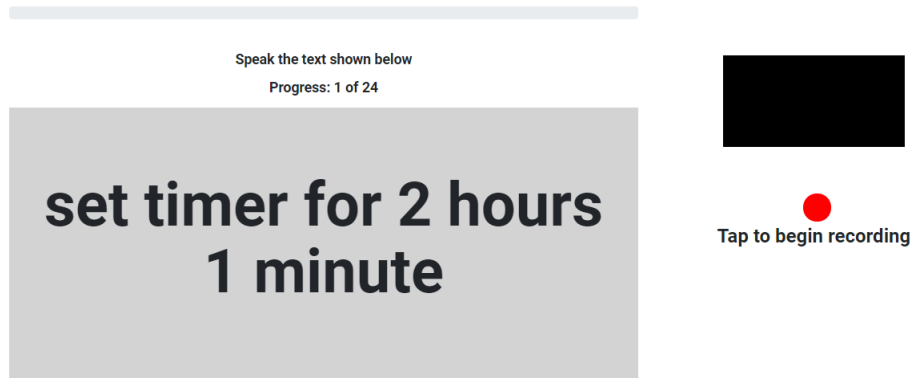 Speak the text shown below
Progress: 1 of 24
set timer for 2 hours
1 minute
Tap to begin recording